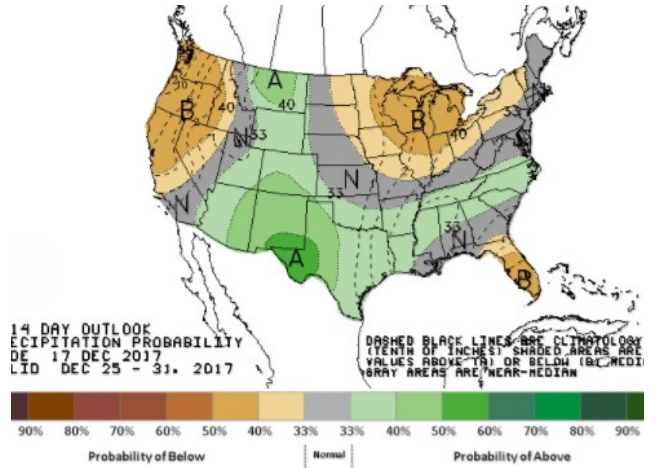 A
30
40
40
B
B
N
33
40
33
N
N
33
33
N
N
A
B
14 DAY OUTLOOK
ECIPITATION PROBABILITY
DE 17 DEC 2017
LID DEC 25 - 31, 2017
DASHED BLACK LINES ARE CLIMATOLOGY
(TENTH OF INCHES) SHADED AREAS ARE
VALUES ABOVE (A) OR BELOW (B) MEDI
GRAY AREAS ARE NEAR-MEDIAN
90% 80% 70% 60% 50% 40% 33% 33% 40% 50% 60% 70% 80% 90%
Probability of Below Normal Probability of Above